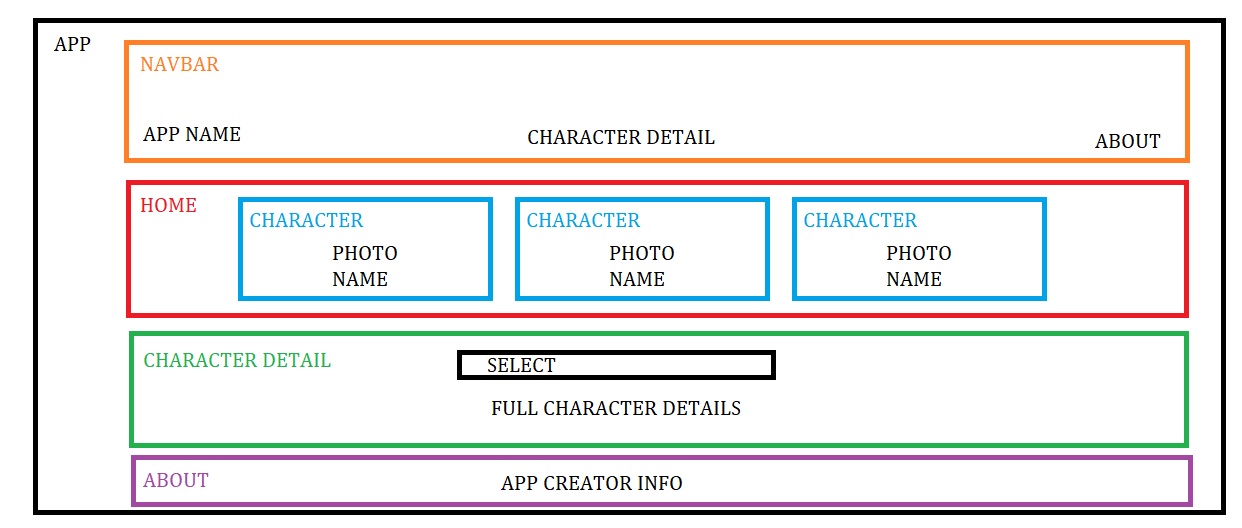 APP
NAVBAR
APP NAME
CHARACTER DETAIL
ABOUT
HOME
CHARACTER
PHOTO
NAME
CHARACTER
PHOTO
NAME
CHARACTER
PHOTO
NAME
CHARACTER DETAIL
SELECT
FULL CHARACTER DETAILS
ABOUT
APP CREATOR INFO